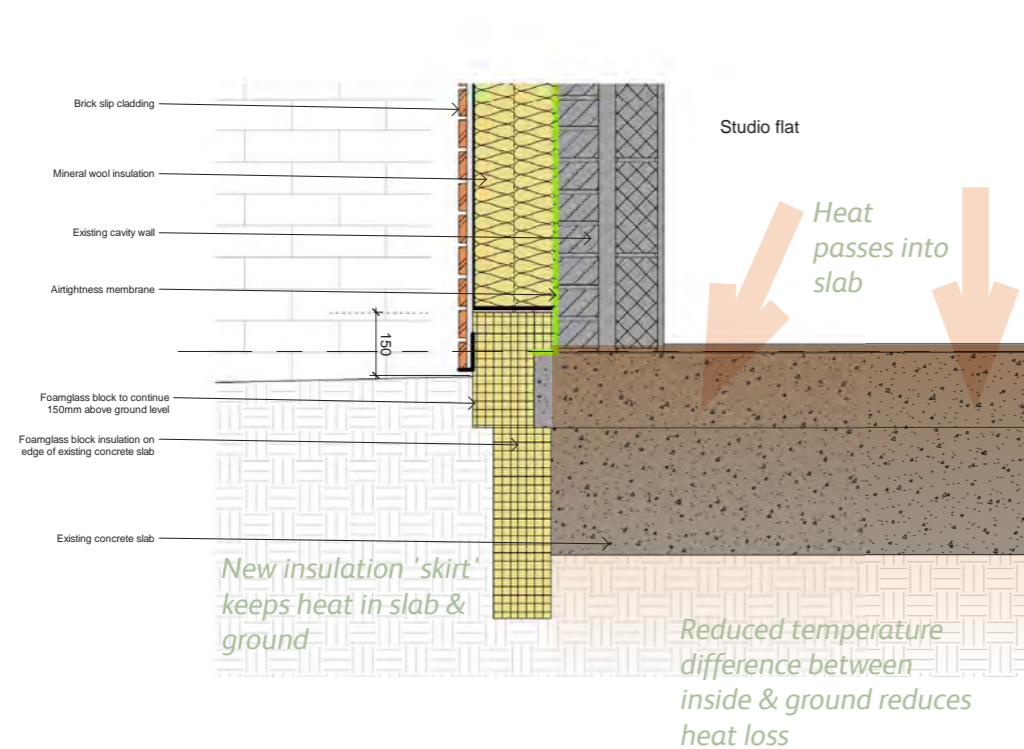 Brick slip cladding
Mineral wool insulation
Existing cavity wall
Airtightness membrane
150
Foamglass block to continue
150mm above ground level
Foamglass block insulation on
edge of existing concrete slab
Existing concrete slab
Studio flat
Heat
passes into
slab
New insulation 'skirt'
keeps heat in slab &
ground
Reduced temperature
difference between
inside & ground reduces
heat loss